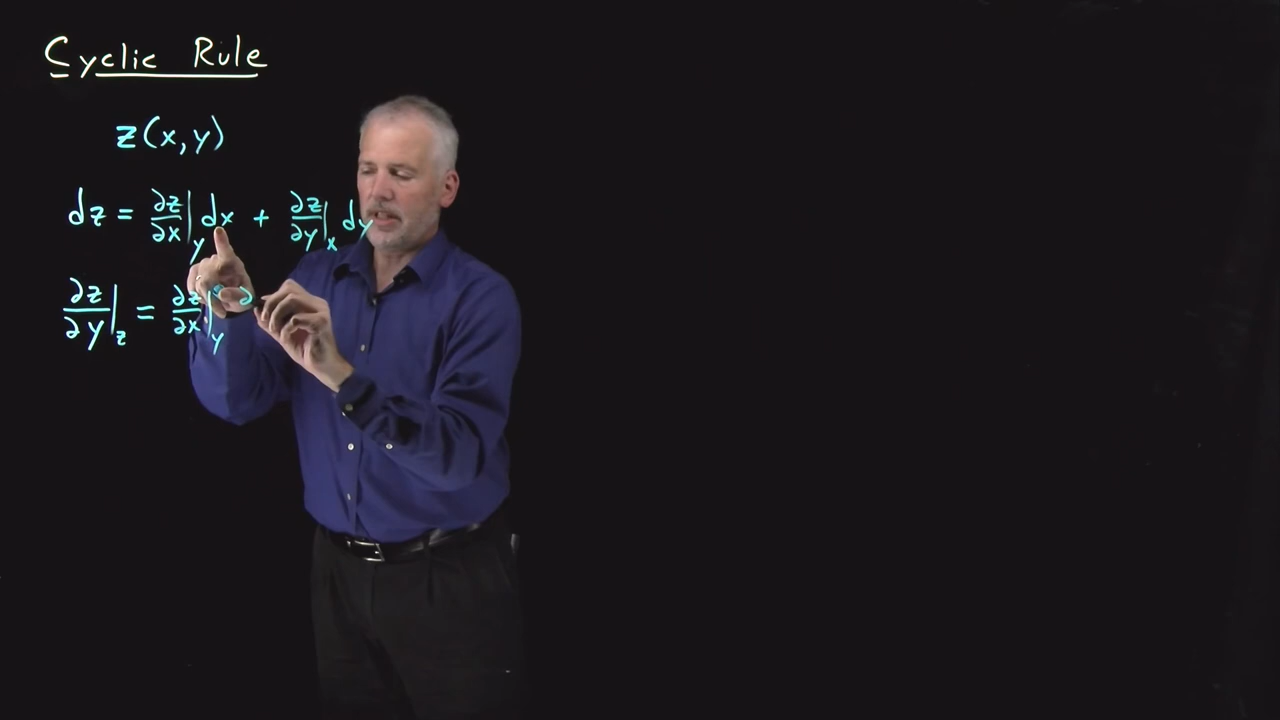 Cyclic Rule
z(x,y)
dz = ∂z/∂x|y dx + ∂z/∂y|x dy
∂z/∂y|z = ∂z/∂x|y ∂